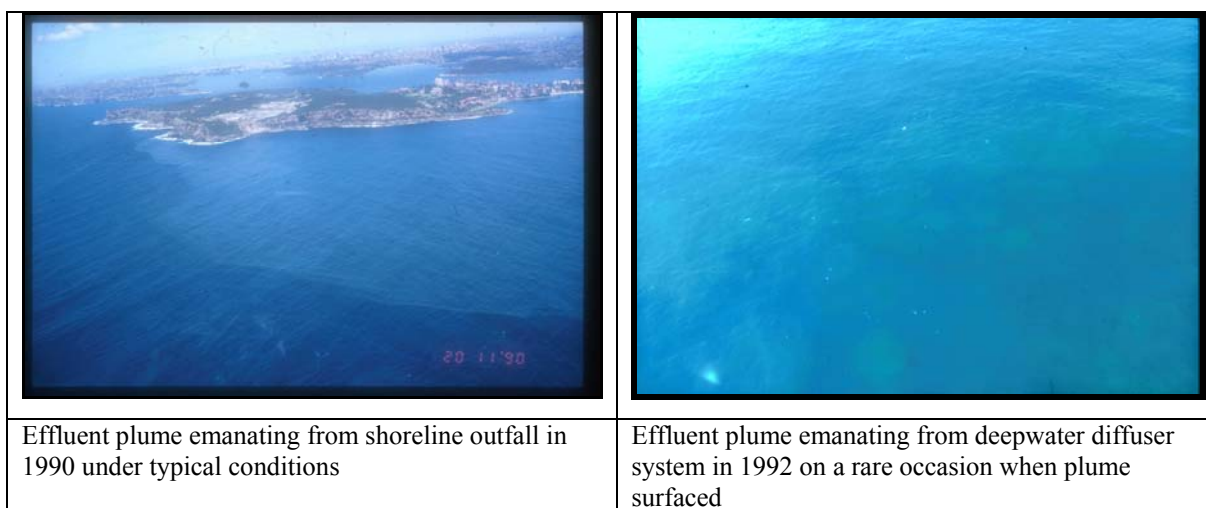 20 11 '90
Effluent plume emanating from shoreline outfall in
1990 under typical conditions
Effluent plume emanating from deepwater diffuser
system in 1992 on a rare occasion when plume
surfaced